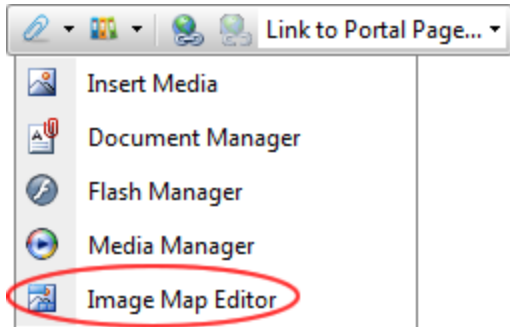 Link to Portal Page...
Insert Media
Document Manager
Flash Manager
Media Manager
Image Map Editor